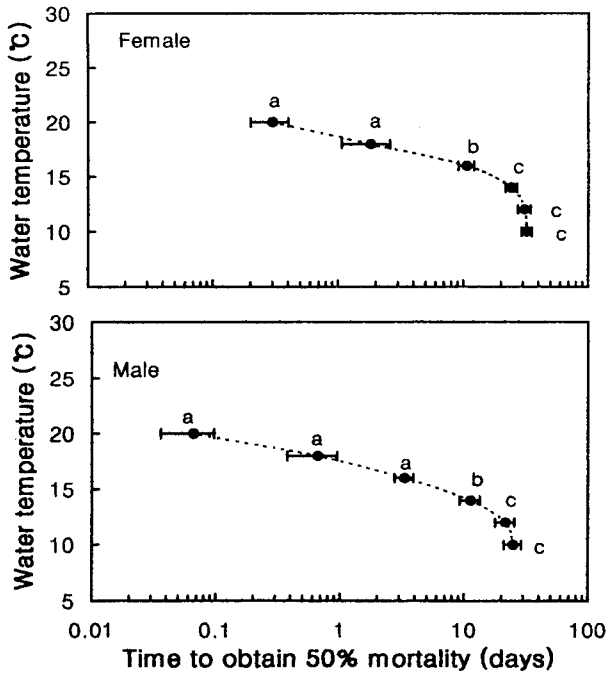 Water temperature (℃)
30
25
20
15
10
5
Female
a
a
b
c
c
c
Water temperature (℃)
30
25
20
15
10
5
Male
a
a
a
b
c
c
0.01 0.1 1 10 100
Time to obtain 50% mortality (days)